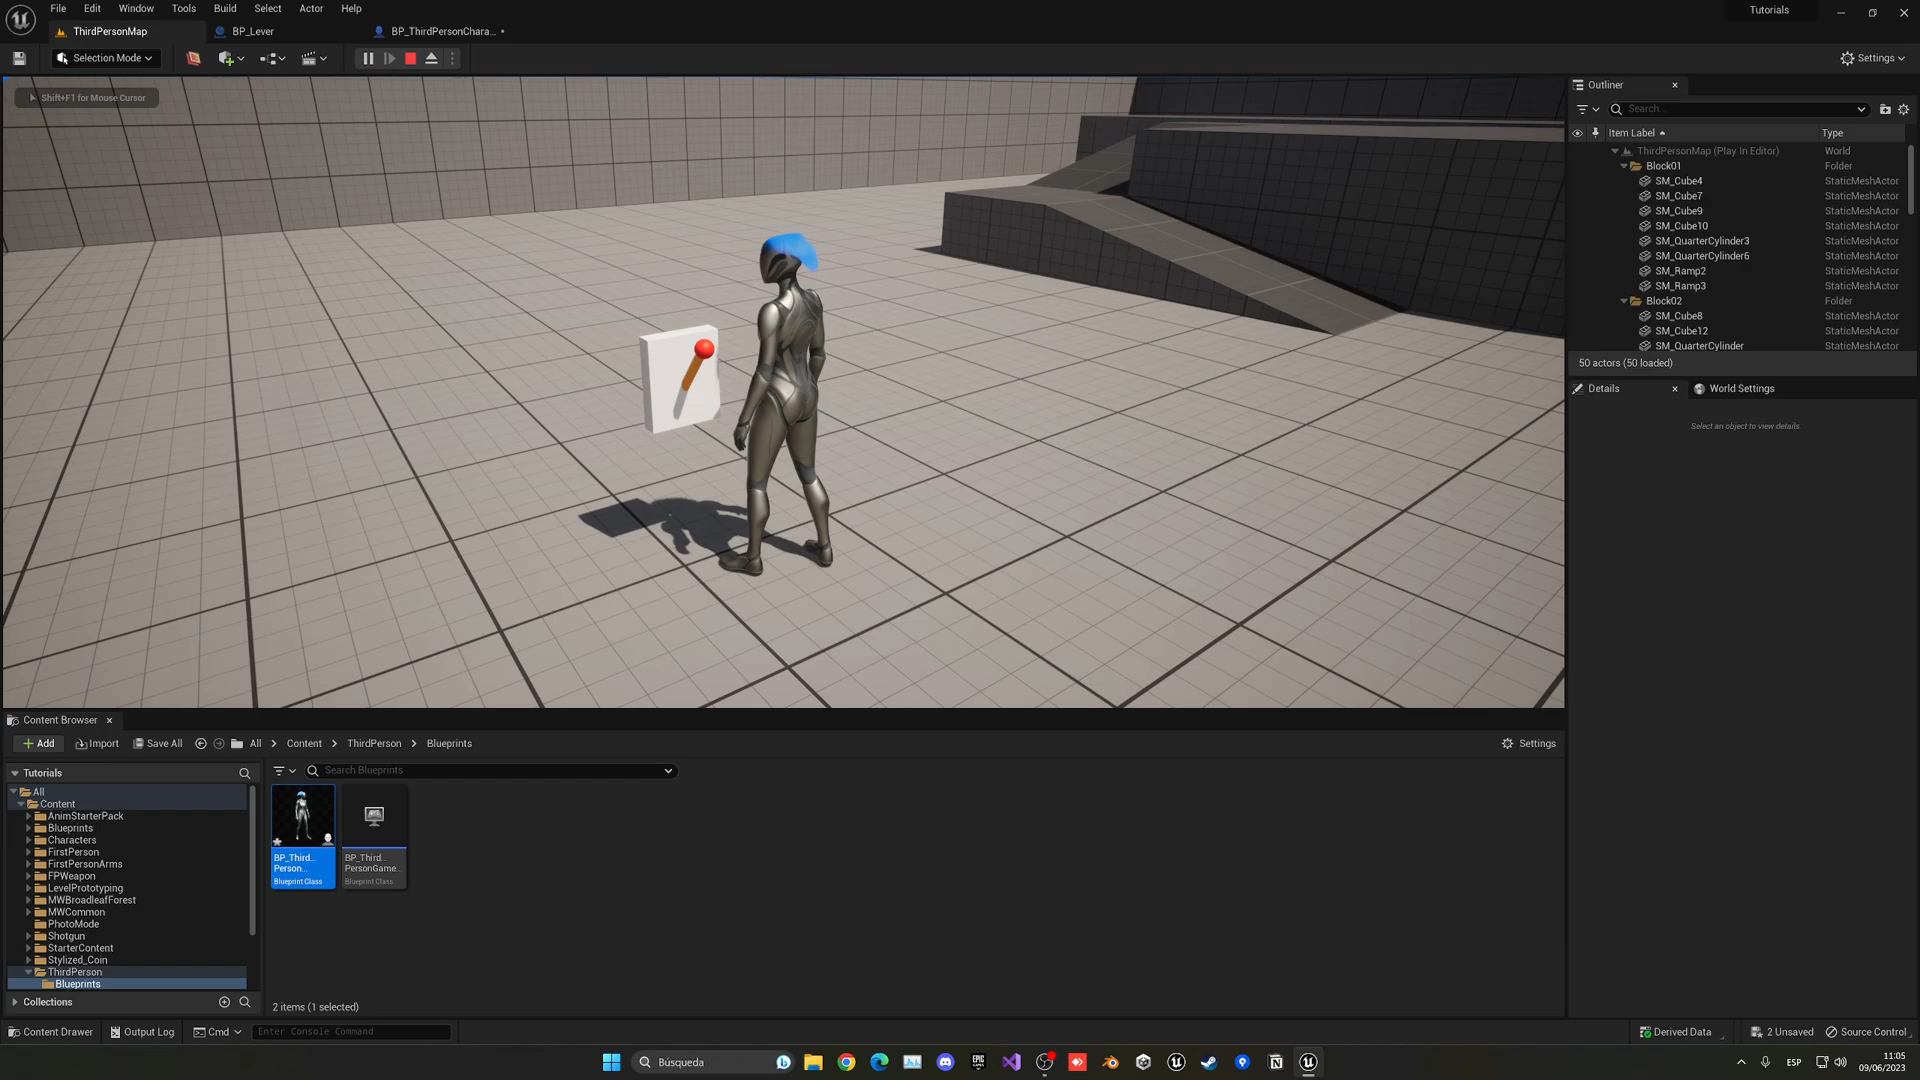 File Edit Window Tools Build Select Actor Help
Tutorials
ThirdPersonMap
BP_Lever
BP_ThirdPersonChara... •
Selection Mode
Settings
Shift+F1 for Mouse Cursor
Outliner
Search...
Item Label Type
ThirdPersonMap (Play In Editor) World
Block01 Folder
SM_Cube4 StaticMeshActor
SM_Cube7 StaticMeshActor
SM_Cube9 StaticMeshActor
SM_Cube10 StaticMeshActor
SM_QuarterCylinder3 StaticMeshActor
SM_QuarterCylinder6 StaticMeshActor
SM_Ramp2 StaticMeshActor
SM_Ramp3 StaticMeshActor
Block02 Folder
SM_Cube8 StaticMeshActor
SM_Cube12 StaticMeshActor
SM_QuarterCylinder StaticMeshActor
50 actors (50 loaded)
Details
World Settings
Select an object to view details
Content Browser
Add Import Save All All Content ThirdPerson Blueprints
Settings
Tutorials
Search Blueprints
All
Content
AnimStarterPack
Blueprints
Characters
FirstPerson
FirstPersonArms
FPWeapon
LevelPrototyping
MWBroadleafForest
MWCommon
PhotoMode
Shotgun
StarterContent
Stylized_Coin
ThirdPerson
Blueprints
BP_Third...
Person...
Blueprint Class
BP_Third...
PersonGame...
Blueprint Class
Collections
2 items (1 selected)
Content Drawer Output Log Cmd Enter Console Command
Derived Data 2 Unsaved Source Control
Búsqueda
ESP
11:05
09/06/2023